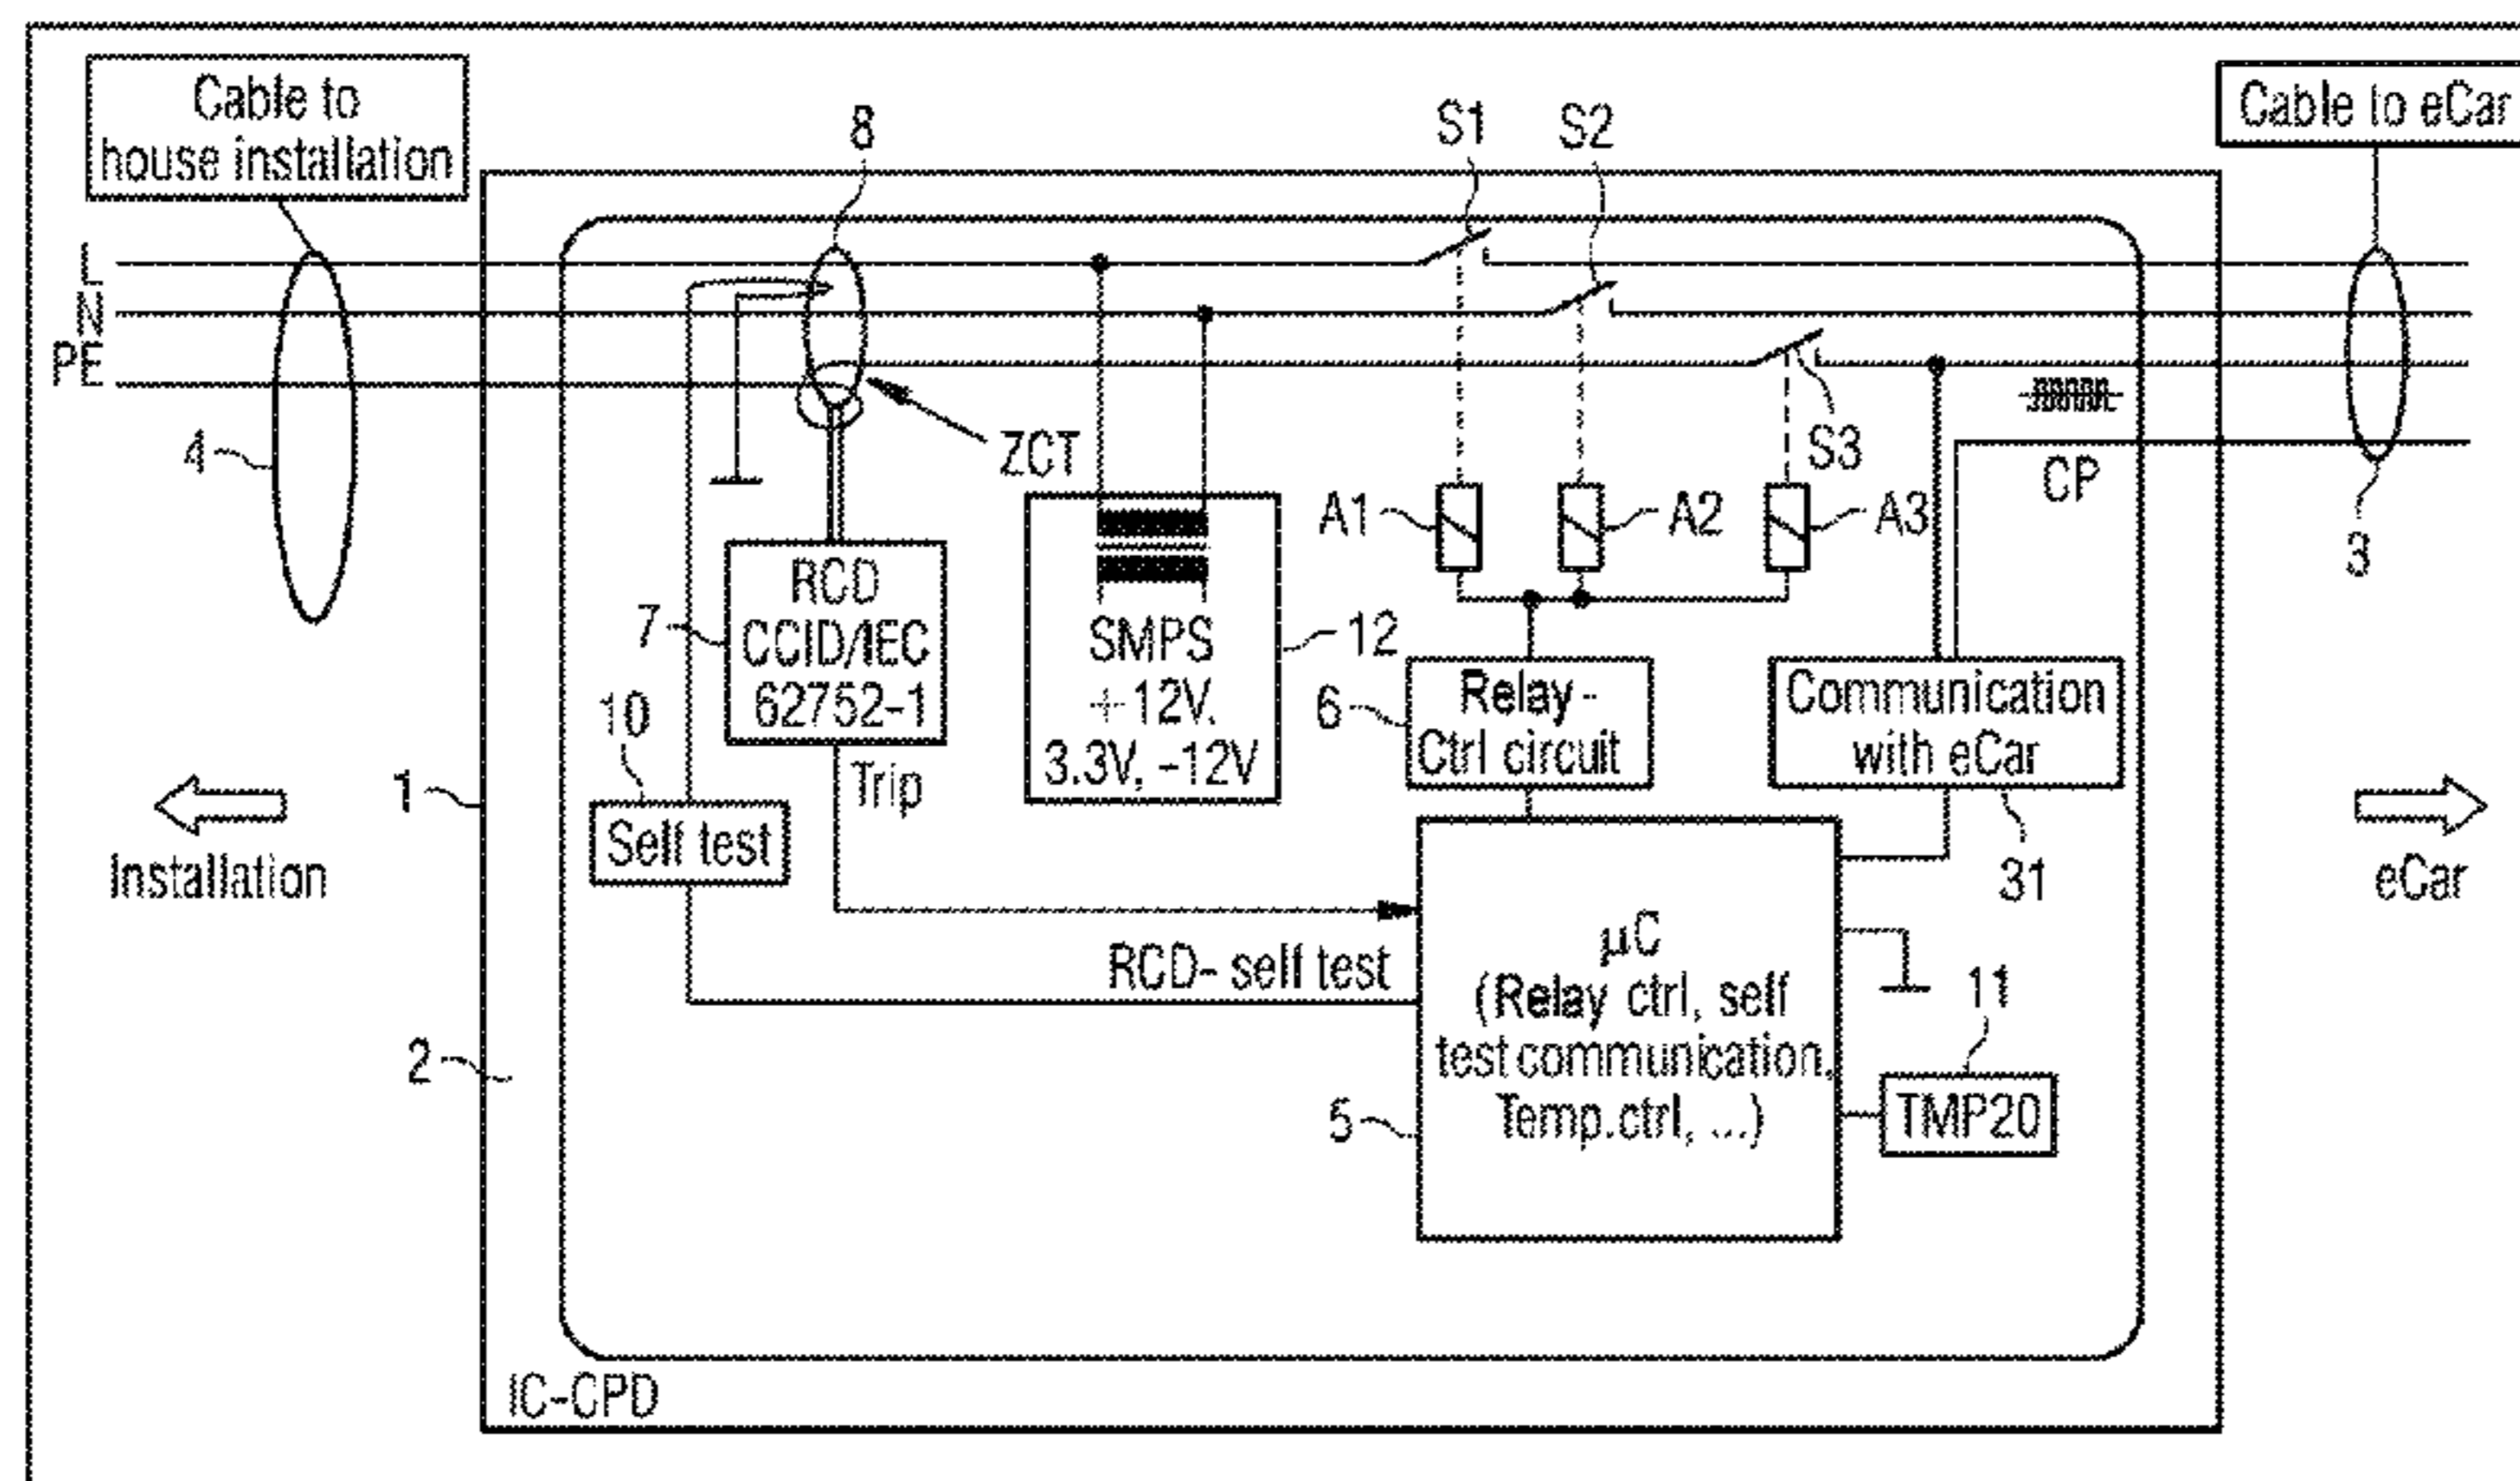 Cable to
house installation
Cable to eCar
8
S1
S2
L
N
PE
4
ZCT
S3
CP
3
A1
A2
A3
RCD
CCID/IEC
62752-1
7
SMPS
+12V.
3.3V, -12V
12
6
Relay-
Ctrl circuit
Communication
with eCar
31
10
Self test
Trip
1
Installation
eCar
RCD- self test
µC
(Relay ctrl, self
test communication,
Temp.ctrl, ...)
11
TMP20
2
5
IC-CPD